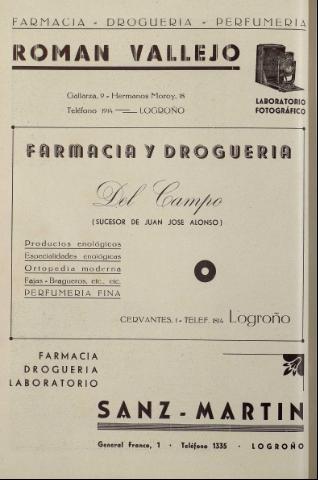 FARMACIA - DROGUERIA - PERFUMERIA
ROMAN VALLEJO
Gallarza, 9 - Hermanos Moroy, 18
Teléfono 1914 LOGROÑO
LABORATORIO
FOTOGRÁFICO
FARMACIA Y DROGUERIA
Del Campo
(SUCESOR DE JUAN JOSE ALONSO)
Productos enológicos
Especialidades enológicas
Ortopedia moderna
Fajas - Bragueros, etc., etc.
PERFUMERIA FINA
CERVANTES, 1 - TELEF. 1814 Logroño
FARMACIA
DROGUERIA
LABORATORIO
SANZ - MARTIN
General Franco, 1 · Teléfono 1335 · LOGROÑO